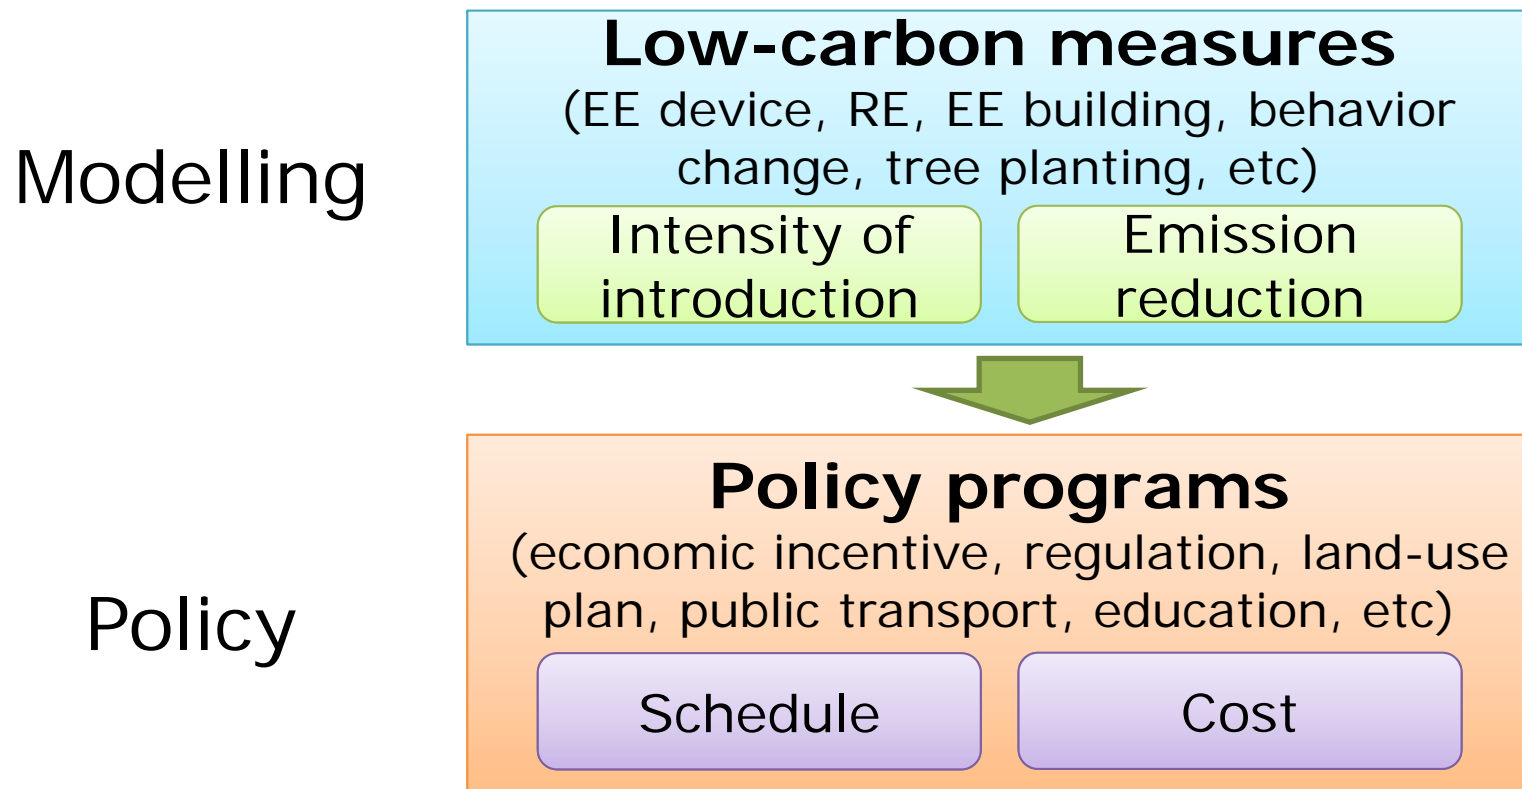 Modelling
Low-carbon measures
(EE device, RE, EE building, behavior
change, tree planting, etc)
Intensity of
introduction
Emission
reduction
Policy
Policy programs
(economic incentive, regulation, land-use
plan, public transport, education, etc)
Schedule
Cost